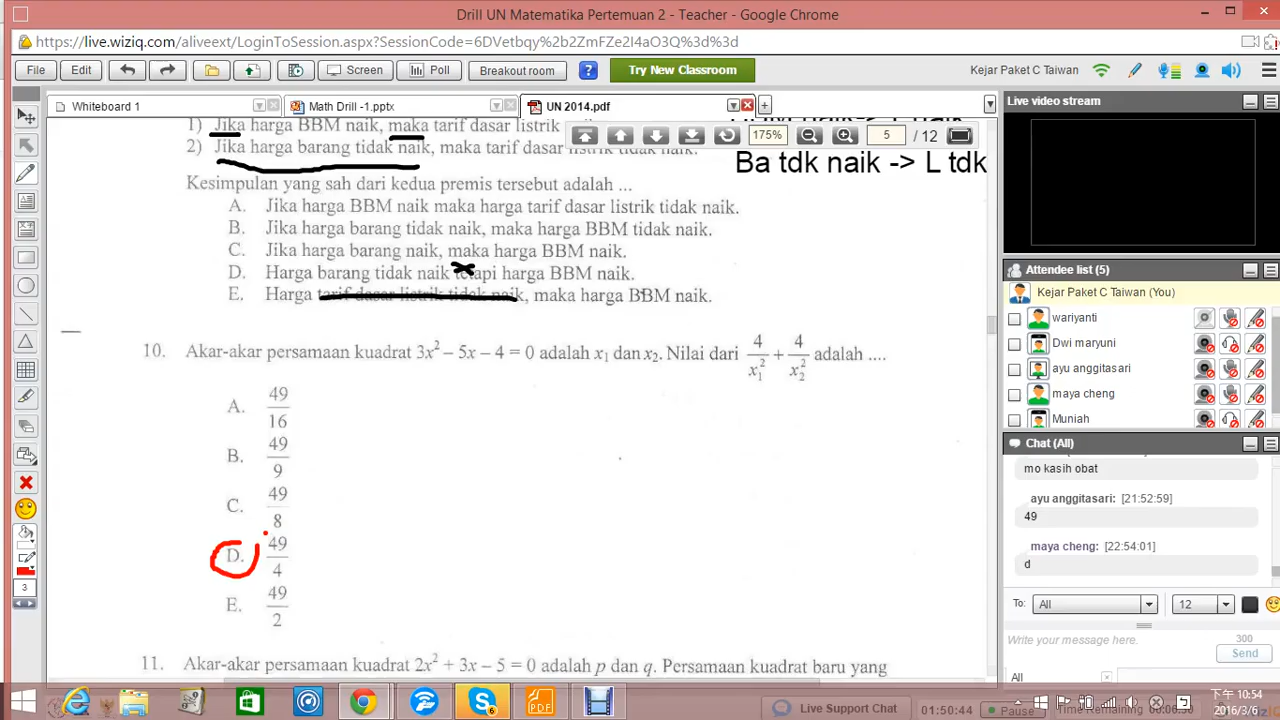 Drill UN Matematika Pertemuan 2 - Teacher - Google Chrome
https://live.wiziq.com/aliveext/LoginToSession.aspx?SessionCode=6DVetbqy%2b2ZmFZe2I4aO3Q%3d%3d
File Edit Screen Poll Breakout room ? Try New Classroom Kejar Paket C Taiwan
Whiteboard 1 Math Drill -1.pptx UN 2014.pdf
175% 5 / 12
1) Jika harga BBM naik, maka tarif dasar listrik
2) Jika harga barang tidak naik, maka tarif dasar listrik tidak naik.
Ba tdk naik -> L tdk
Kesimpulan yang sah dari kedua premis tersebut adalah ...
A. Jika harga BBM naik maka harga tarif dasar listrik tidak naik.
B. Jika harga barang tidak naik, maka harga BBM tidak naik.
C. Jika harga barang naik, maka harga BBM naik.
D. Harga barang tidak naik tetapi harga BBM naik.
E. Harga tarif dasar listrik tidak naik, maka harga BBM naik.
10. Akar-akar persamaan kuadrat 3x² – 5x – 4 = 0 adalah x₁ dan x₂. Nilai dari 4/x₁² + 4/x₂² adalah ....
A. 49/16
B. 49/9
C. 49/8
D. 49/4
E. 49/2
11. Akar-akar persamaan kuadrat 2x² + 3x – 5 = 0 adalah p dan q. Persamaan kuadrat baru yang
3
Live video stream
Attendee list (5)
Kejar Paket C Taiwan (You)
wariyanti
Dwi maryuni
ayu anggitasari
maya cheng
Muniah
Chat (All)
mo kasih obat
ayu anggitasari [21:52:59]
49
maya cheng: [22:54:01]
d
To: All 12
Write your message here...
300
Send
All
Live Support Chat
01:50:44 Pause Time Remaining
下午 10:54
2016/3/6